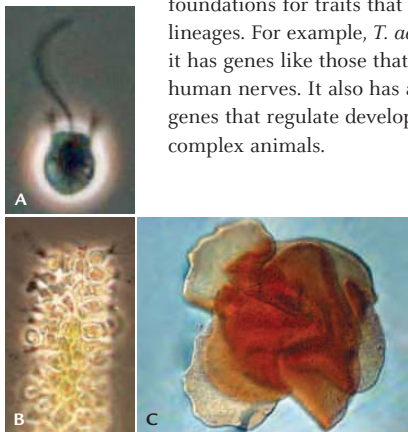 foundations for traits that
lineages. For example, T. a
it has genes like those that
human nerves. It also has a
genes that regulate develop
complex animals.
A
B
C